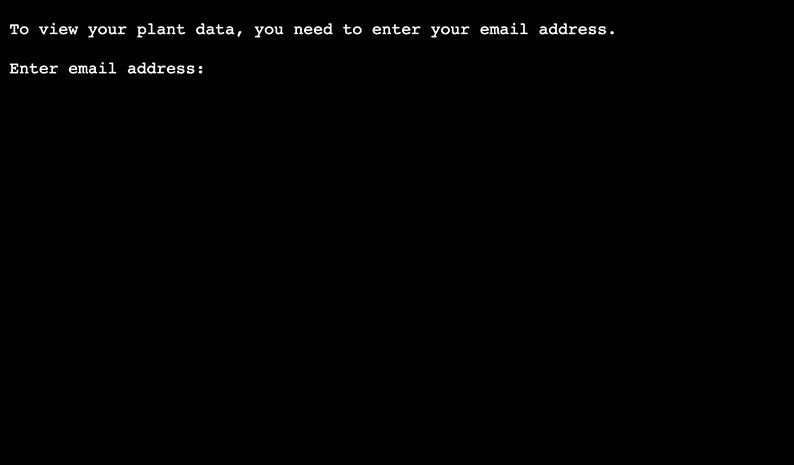 To view your plant data, you need to enter your email address.
Enter email address: